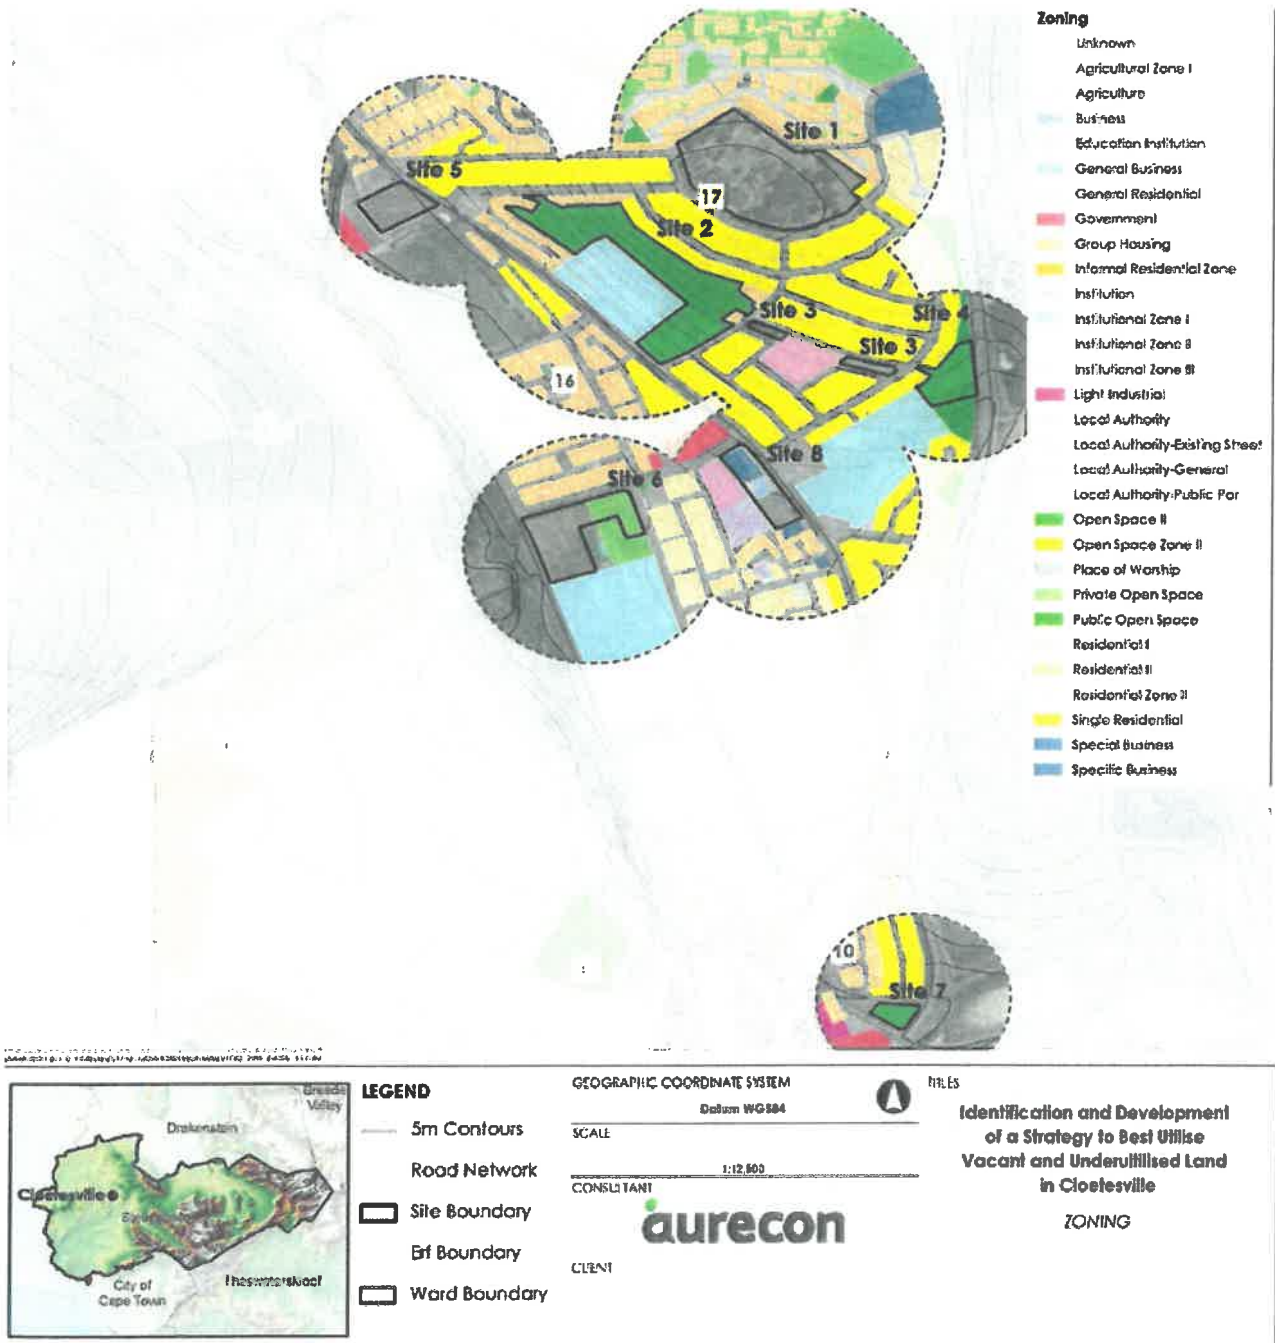 Zoning
Unknown
Agricultural Zone I
Agriculture
Business
Education Institution
General Business
General Residential
Government
Group Housing
Informal Residential Zone
Institution
Institutional Zone I
Institutional Zone II
Institutional Zone III
Light Industrial
Local Authority
Local Authority-Existing Street
Local Authority-General
Local Authority-Public Par
Open Space II
Open Space Zone II
Place of Worship
Private Open Space
Public Open Space
Residential I
Residential II
Residential Zone II
Single Residential
Special Business
Specific Business
Site 1
Site 5
17
Site 2
Site 3
Site 4
Site 3
16
Site 8
Site 6
10
Site 7
Breede
Valley
Drakenstein
Cloetesville
City of
Cape Town
Theewaterskloof
LEGEND
5m Contours
Road Network
Site Boundary
Erf Boundary
Ward Boundary
GEOGRAPHIC COORDINATE SYSTEM
Datum WGS84
SCALE
1:12,500
CONSULTANT
aurecon
CLIENT
TITLES
Identification and Development
of a Strategy to Best Utilise
Vacant and Underuitilised Land
in Cloetesville
ZONING